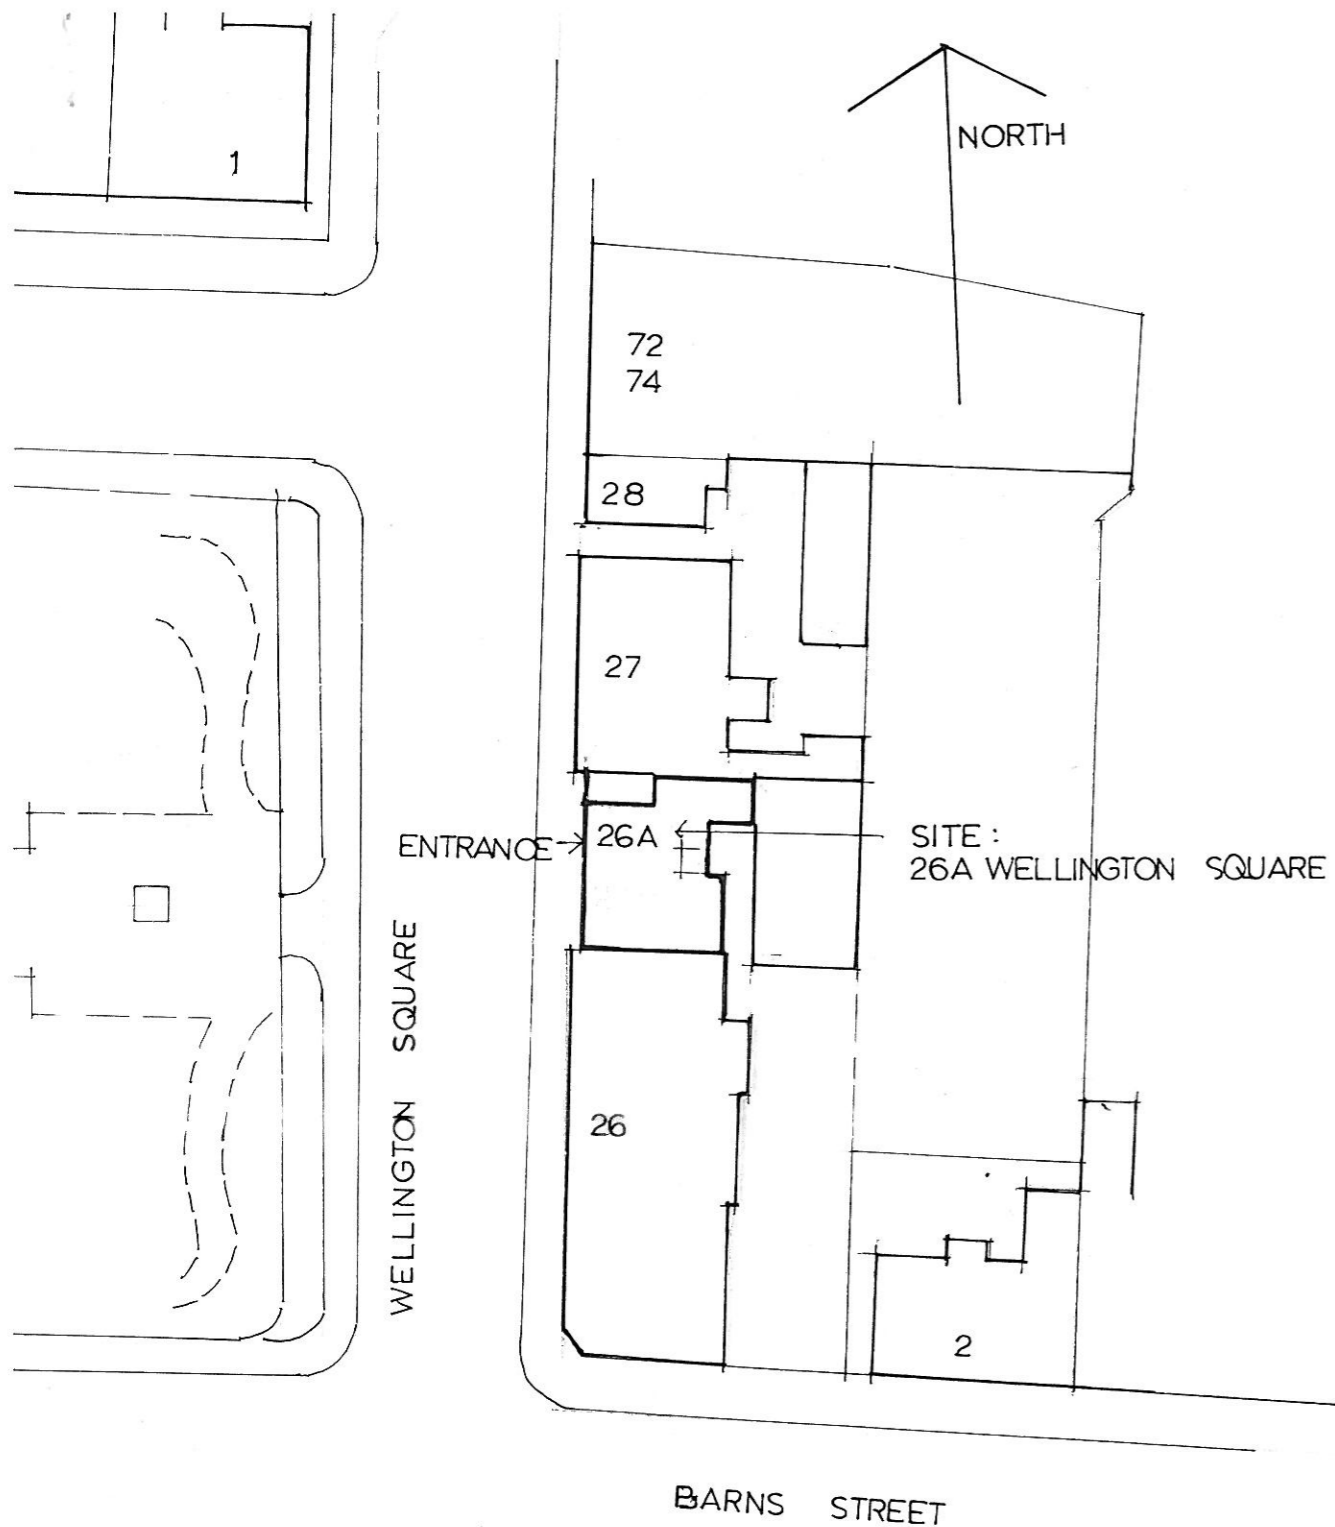 1
NORTH
72
74
28
27
ENTRANCE
26A
SITE :
26A WELLINGTON SQUARE
WELLINGTON SQUARE
26
2
BARNS STREET